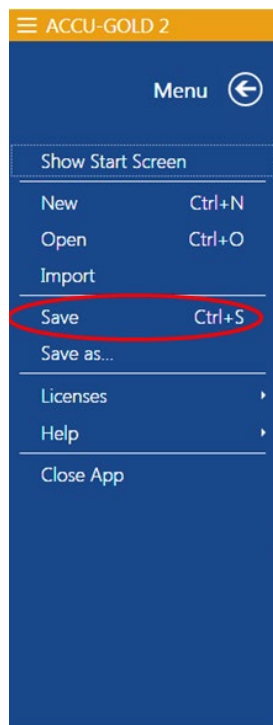 ACCU-GOLD 2
Menu
Show Start Screen
New Ctrl+N
Open Ctrl+O
Import
Save Ctrl+S
Save as...
Licenses
Help
Close App